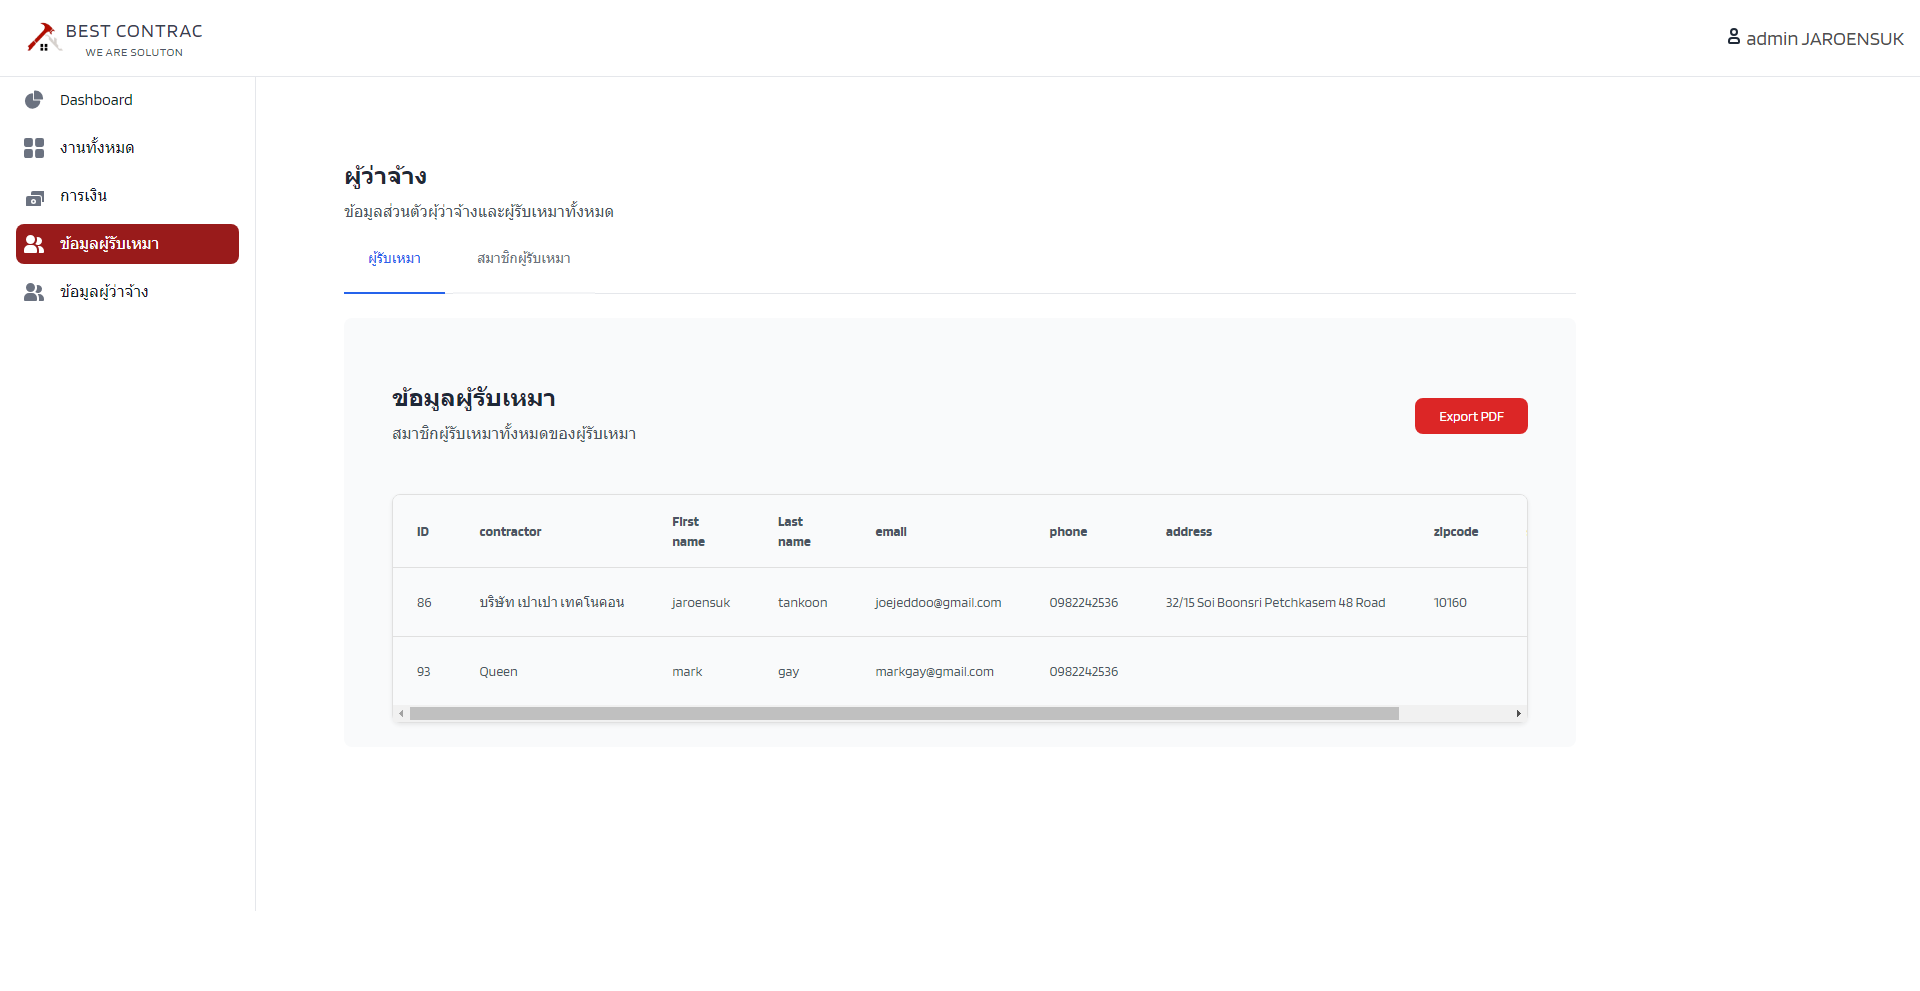 BEST CONTRAC
WE ARE SOLUTON
admin JAROENSUK
Dashboard
งานทั้งหมด
การเงิน
ข้อมูลผู้รับเหมา
ข้อมูลผู้ว่าจ้าง
ผู้ว่าจ้าง
ข้อมูลส่วนตัวผุ้ว่าจ้างและผู้รับเหมาทั้งหมด
ผู้รับเหมา สมาชิกผู้รับเหมา
ข้อมูลผู้รับเหมา
สมาชิกผู้รับเหมาทั้งหมดของผู้รับเหมา
Export PDF
ID contractor First name Last name email phone address zipcode
86 บริษัท เปาเปา เทคโนคอน jaroensuk tankoon joejeddoo@gmail.com 0982242536 32/15 Soi Boonsri Petchkasem 48 Road 10160
93 Queen mark gay markgay@gmail.com 0982242536